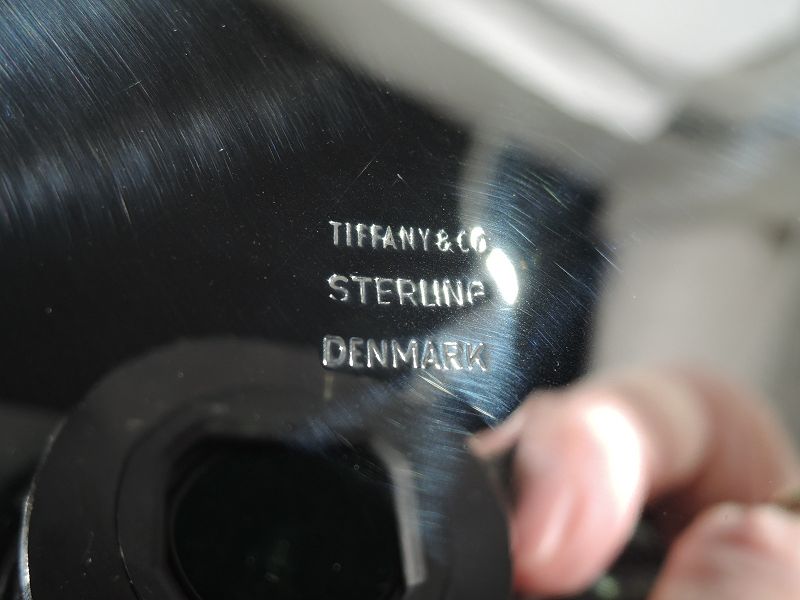 TIFFANY & CO.
STERLING
DENMARK